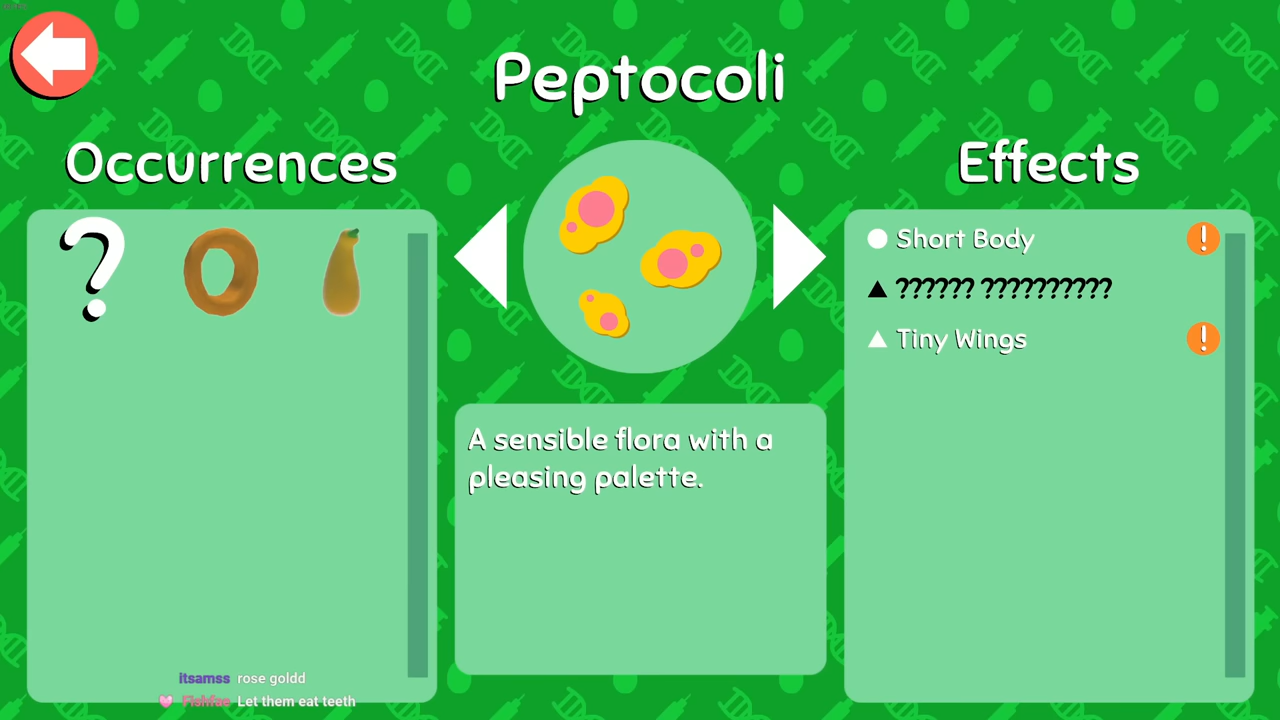 Peptocoli
Occurrences
Effects
?
Short Body !
?????? ??????????
Tiny Wings !
A sensible flora with a
pleasing palette.
itsamss rose goldd
Fishfae Let them eat teeth